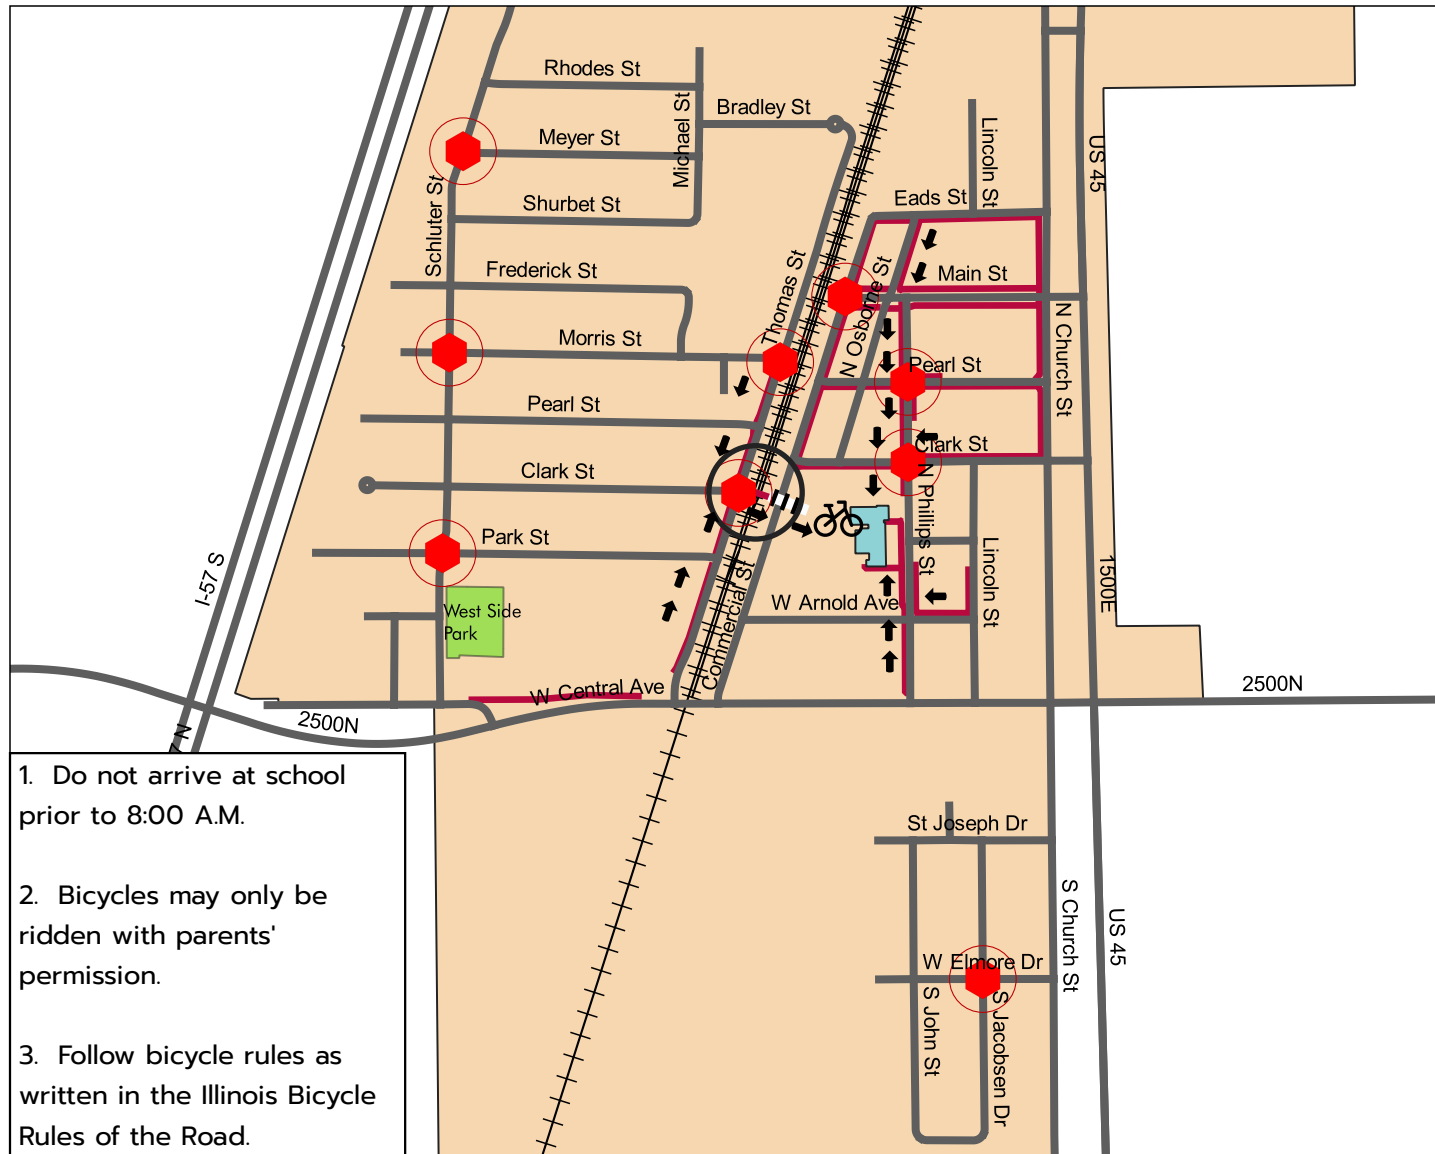 Rhodes St
Bradley St
Meyer St
Michael St
Lincoln St
US 45
Shurbet St
Eads St
Schluter St
Frederick St
Thomas St
N Osborne St
Main St
Morris St
N Church St
Pearl St
Pearl St
Clark St
Clark St
N Phillips St
Park St
Lincoln St
1500E
I-57 S
West Side
Park
Commercial St
W Arnold Ave
W Central Ave
2500N
2500N
7 N
1. Do not arrive at school
prior to 8:00 A.M.
2. Bicycles may only be
ridden with parents'
permission.
3. Follow bicycle rules as
written in the Illinois Bicycle
Rules of the Road.
St Joseph Dr
S Church St
US 45
W Elmore Dr
S John St
S Jacobsen Dr